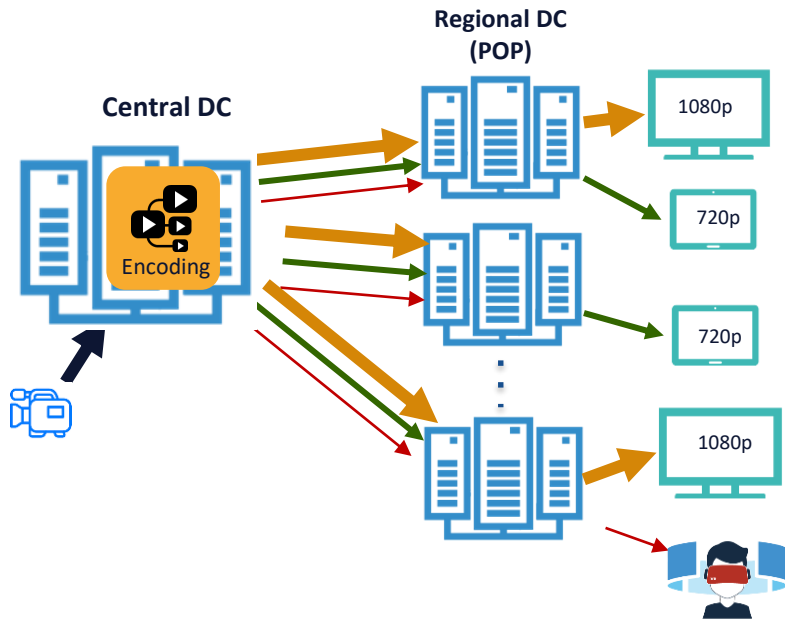 Regional DC
(POP)
Central DC
Encoding
1080p
720p
720p
1080p